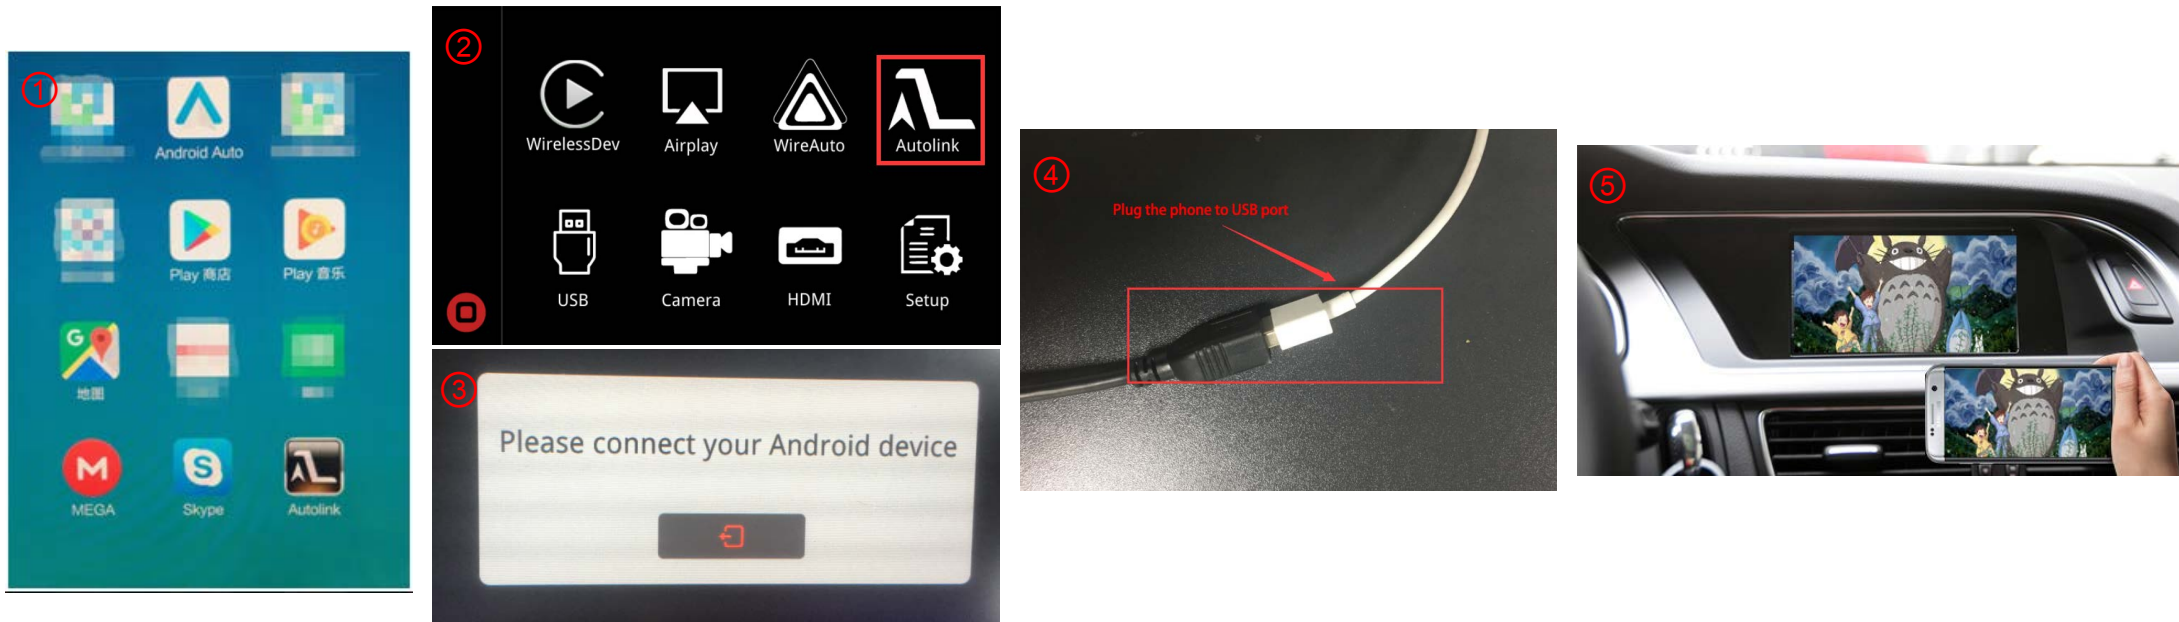 ①
Android Auto
Play 商店
Play 音乐
G
地图
M
S
MEGA
Skype
Autolink
②
WirelessDev
Airplay
WireAuto
Autolink
USB
Camera
HDMI
Setup
③
Please connect your Android device
④
Plug the phone to USB port
⑤